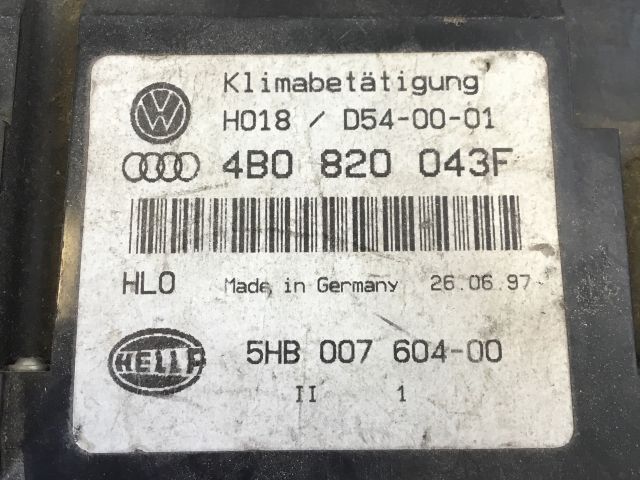 Klimabetätigung
H018 / D54-00-01
4B0 820 043F
HLO Made in Germany 26.06.97
HELLA 5HB 007 604-00
II 1